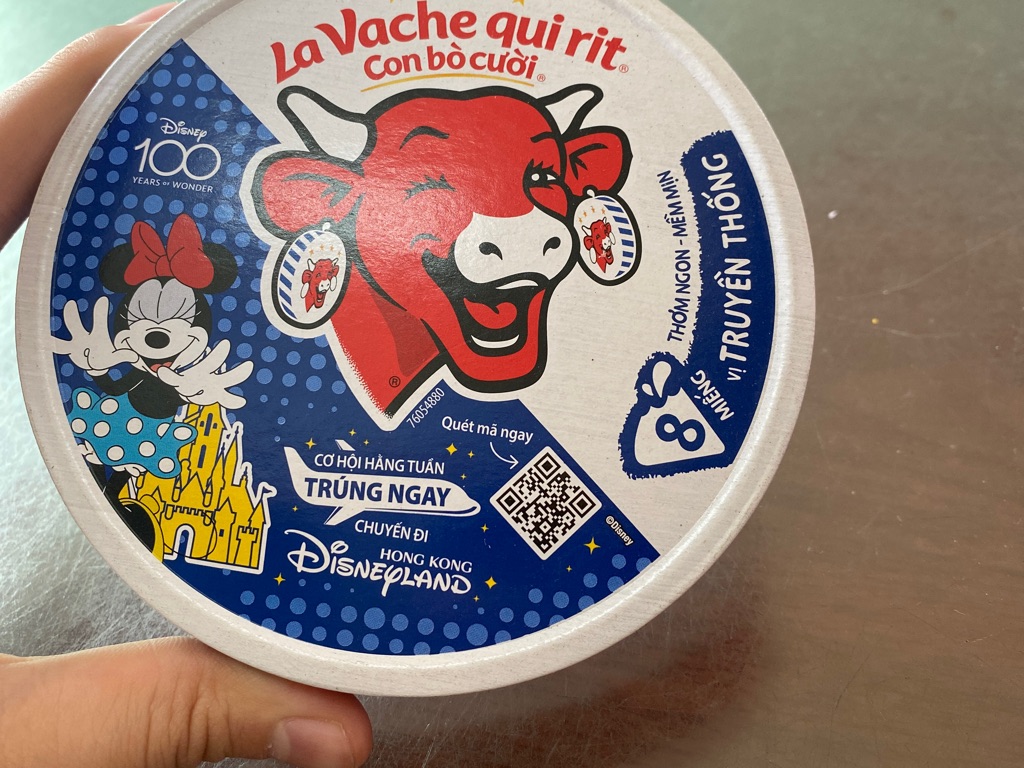 La Vache qui rit®
Con bò cười®
Disney
100
YEARS OF WONDER
THƠM NGON - MỀM MỊN
VỊ TRUYỀN THỐNG
8
MIẾNG
®
76054880
Quét mã ngay
CƠ HỘI HẰNG TUẦN
TRÚNG NGAY
CHUYẾN ĐI
HONG KONG
DISNEYLAND
©Disney